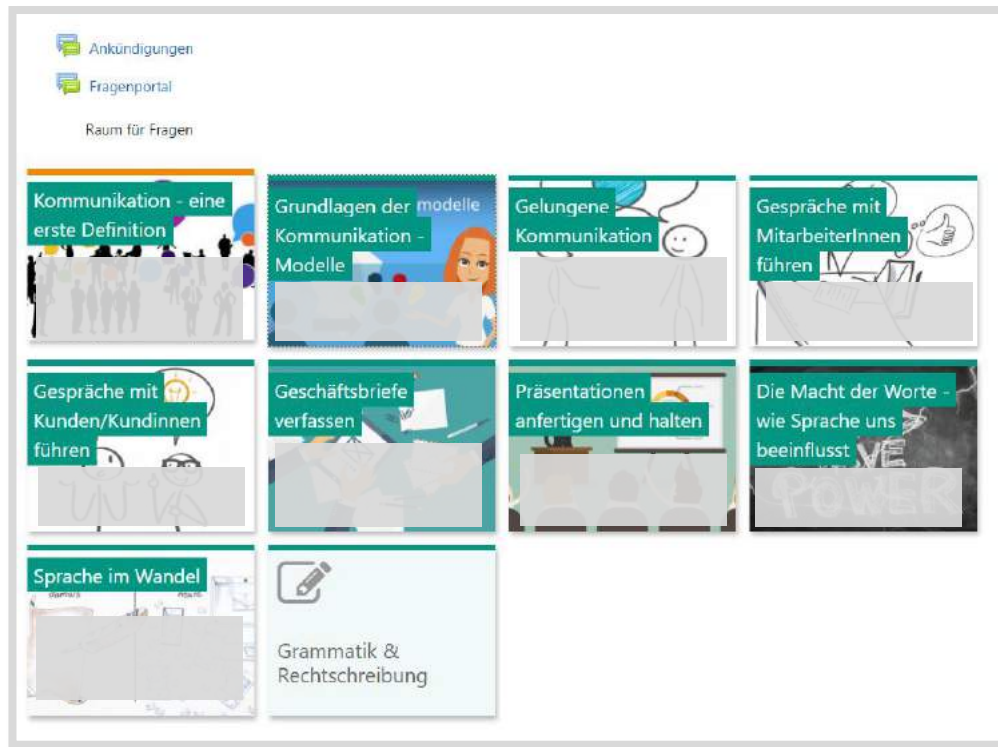 Ankündigungen
Fragenportal
Raum für Fragen
Kommunikation - eine
erste Definition
Grundlagen der
Kommunikation -
Modelle
modelle
Gelungene
Kommunikation
Gespräche mit
MitarbeiterInnen
führen
Gespräche mit
Kunden/Kundinnen
führen
Geschäftsbriefe
verfassen
Präsentationen
anfertigen und halten
Die Macht der Worte -
wie Sprache uns
beeinflusst
POWER
Sprache im Wandel
damals
Grammatik &
Rechtschreibung